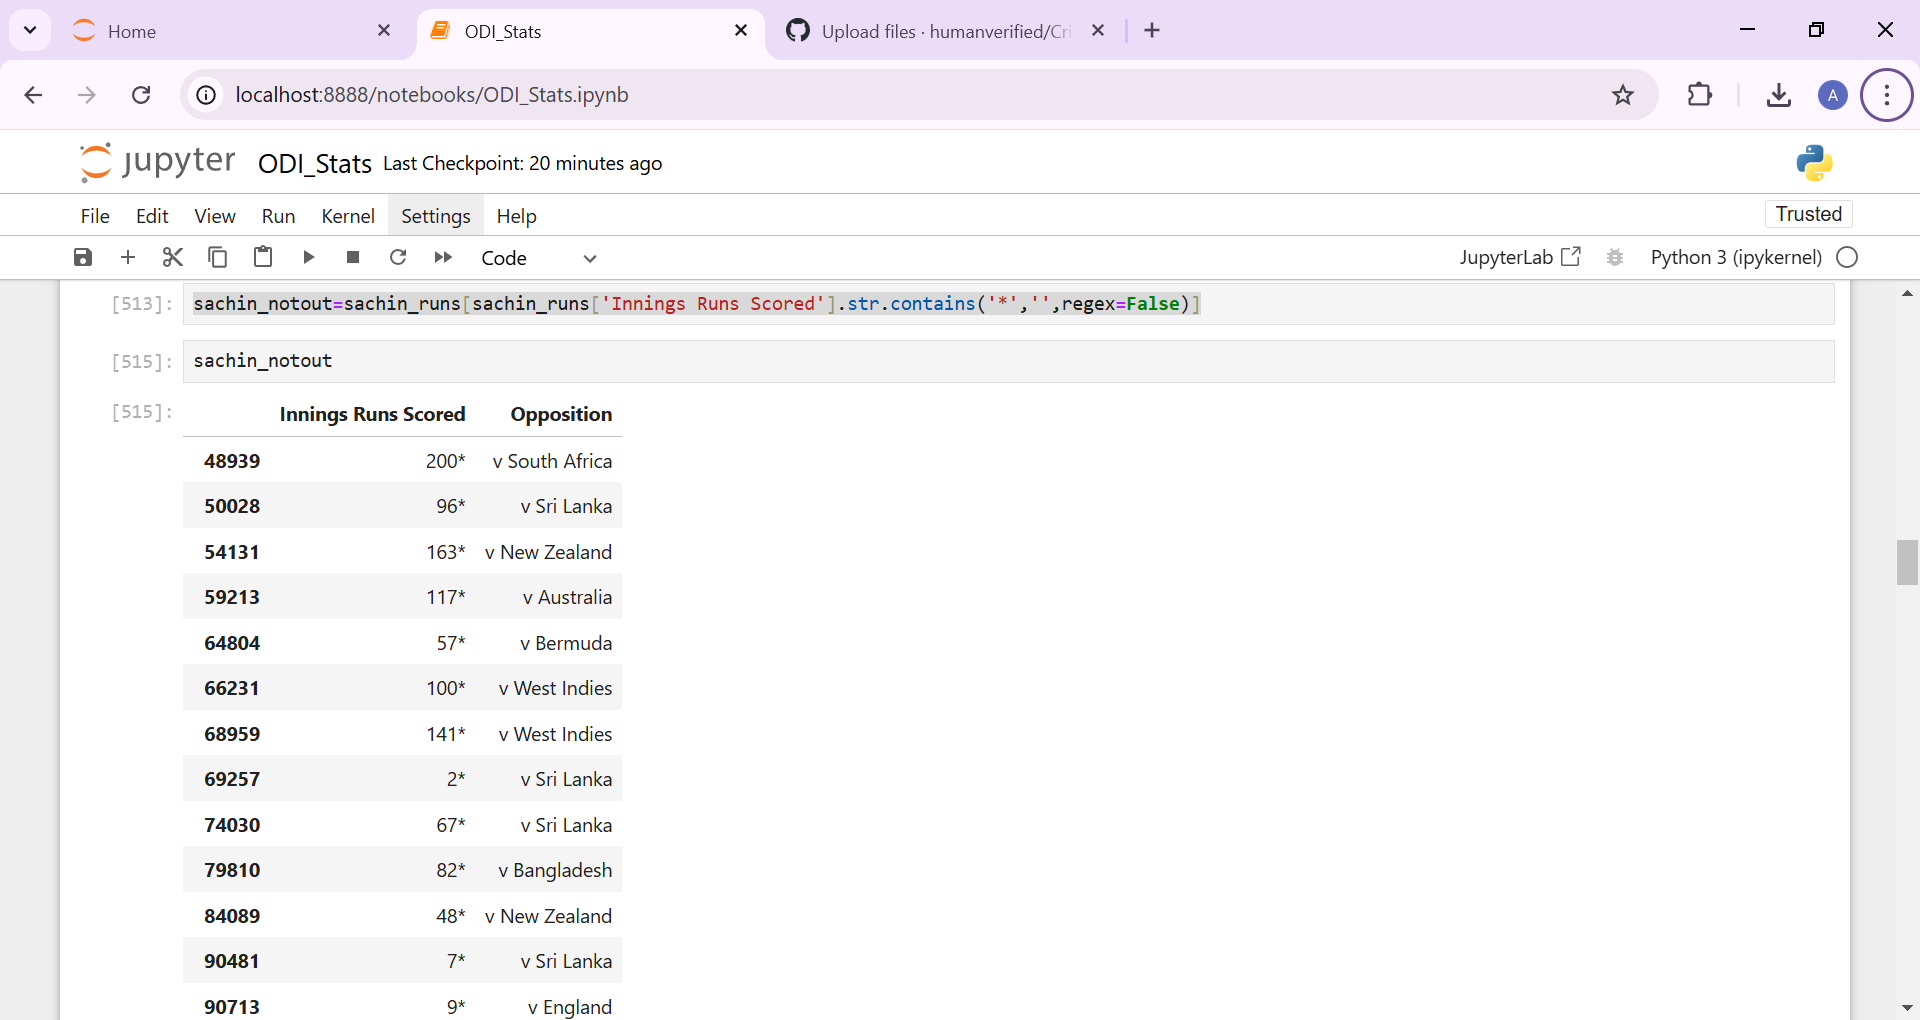 Home
ODI_Stats
Upload files · humanverified/Cri
localhost:8888/notebooks/ODI_Stats.ipynb
A
jupyter ODI_Stats Last Checkpoint: 20 minutes ago
File Edit View Run Kernel Settings Help
Trusted
Code
JupyterLab
Python 3 (ipykernel)
[513]: sachin_notout=sachin_runs[sachin_runs['Innings Runs Scored'].str.contains('*','',regex=False)]
[515]: sachin_notout
[515]: Innings Runs Scored Opposition
48939 200* v South Africa
50028 96* v Sri Lanka
54131 163* v New Zealand
59213 117* v Australia
64804 57* v Bermuda
66231 100* v West Indies
68959 141* v West Indies
69257 2* v Sri Lanka
74030 67* v Sri Lanka
79810 82* v Bangladesh
84089 48* v New Zealand
90481 7* v Sri Lanka
90713 9* v England